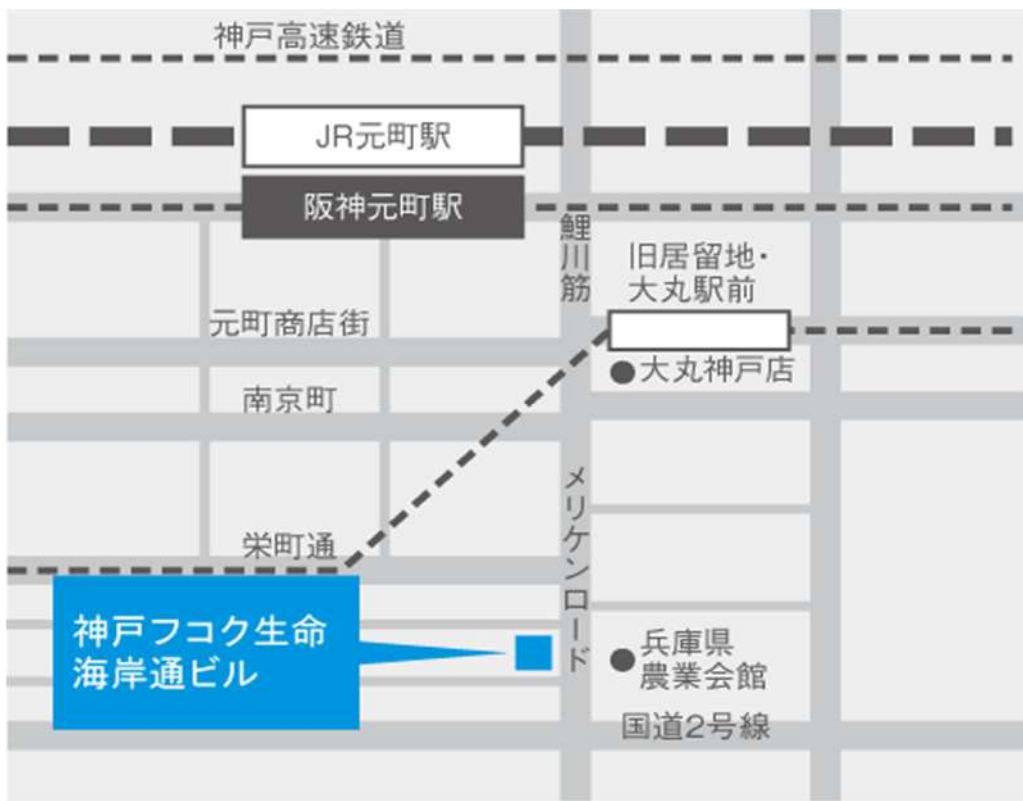 神戸高速鉄道
JR元町駅
阪神元町駅
鯉川筋
旧居留地・
大丸駅前
元町商店街
大丸神戸店
南京町
メリケンロード
栄町通
神戸フコク生命
海岸通ビル
兵庫県
農業会館
国道2号線